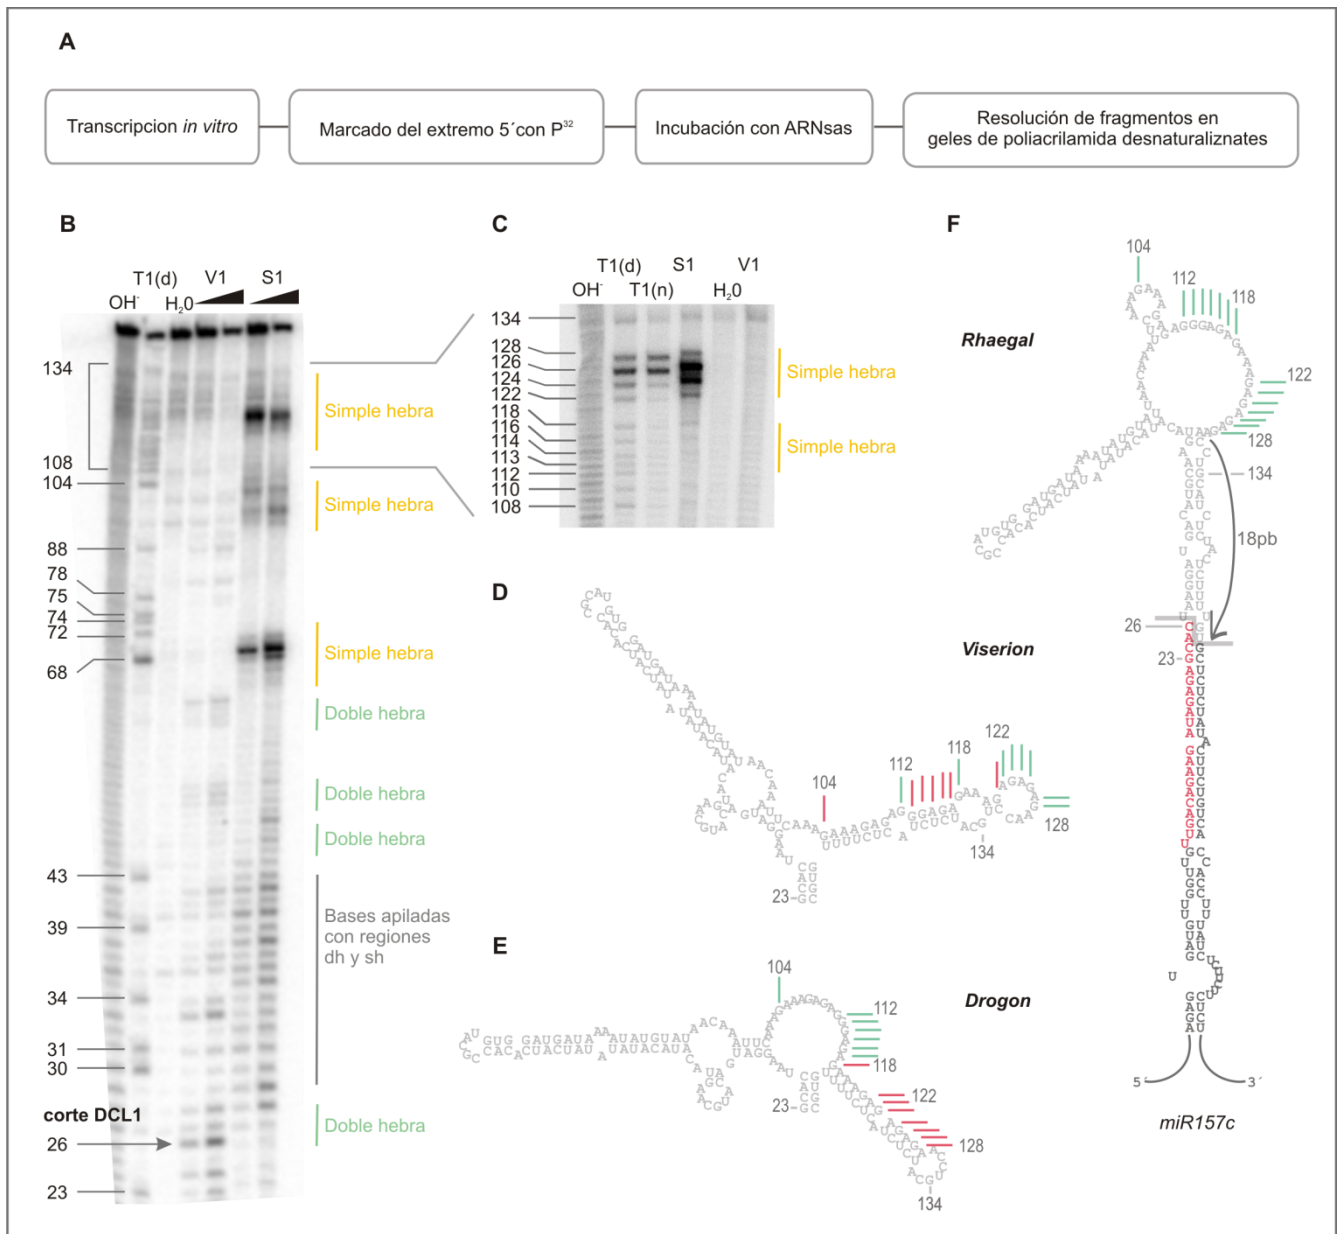 A
Transcripcion in vitro
Marcado del extremo 5´con P³²
Incubación con ARNsas
Resolución de fragmentos en
geles de poliacrilamida desnaturaliznates
B
T1(d) V1 S1
OH⁻ H₂0
134
108
104
88
78
75
74
72
68
43
39
34
31
30
corte DCL1
26
23
Simple hebra
Simple hebra
Simple hebra
Doble hebra
Doble hebra
Doble hebra
Bases apiladas
con regiones
dh y sh
Doble hebra
C
T1(d) S1 V1
OH⁻ T1(n) H₂0
134
128
126
124
122
118
116
114
113
112
110
108
Simple hebra
Simple hebra
D
Viserion
104
112
118
122
128
134
23
E
Drogon
104
112
118
122
128
134
23
F
Rhaegal
104
112
118
122
128
134
18pb
26
23
5´
3´
miR157c